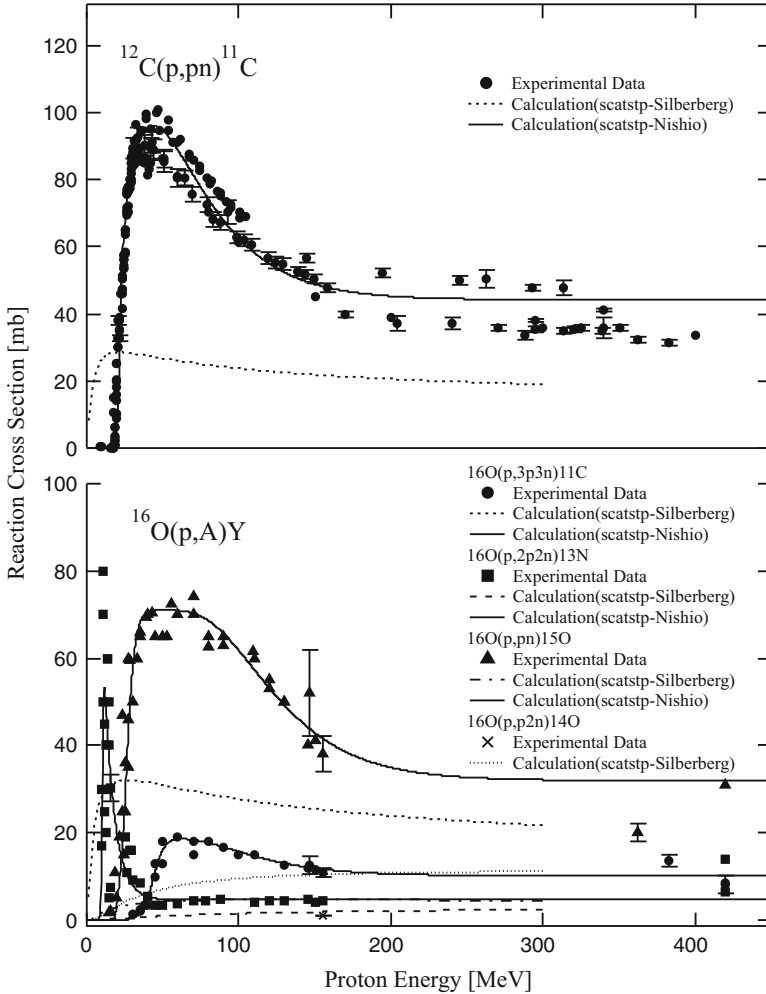 120
100
80
60
40
20
0
¹²C(p,pn)¹¹C
Experimental Data
Calculation(scatstp-Silberberg)
Calculation(scatstp-Nishio)
Reaction Cross Section [mb]
100
80
60
40
20
0
¹⁶O(p,A)Y
16O(p,3p3n)11C
Experimental Data
Calculation(scatstp-Silberberg)
Calculation(scatstp-Nishio)
16O(p,2p2n)13N
Experimental Data
Calculation(scatstp-Silberberg)
Calculation(scatstp-Nishio)
16O(p,pn)15O
Experimental Data
Calculation(scatstp-Silberberg)
Calculation(scatstp-Nishio)
16O(p,p2n)14O
Experimental Data
Calculation(scatstp-Silberberg)
0 100 200 300 400
Proton Energy [MeV]